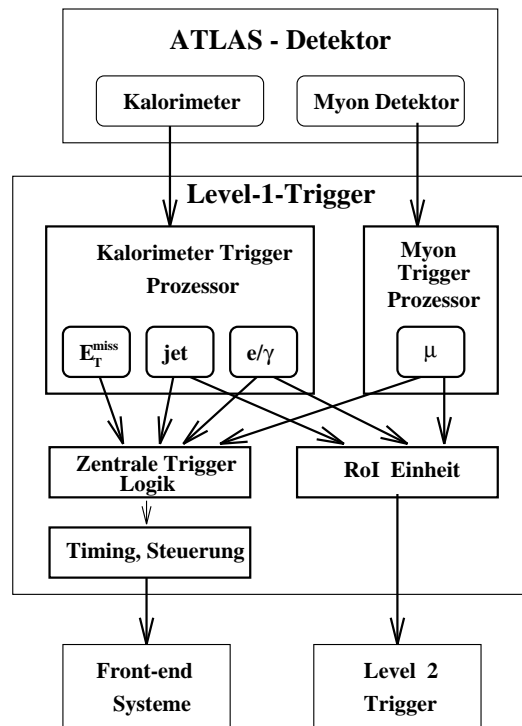 ATLAS - Detektor
Kalorimeter
Myon Detektor
Level-1-Trigger
Kalorimeter Trigger
Prozessor
Myon
Trigger
Prozessor
E_T^miss
jet
e/γ
μ
Zentrale Trigger
Logik
RoI Einheit
Timing, Steuerung
Front-end
Systeme
Level 2
Trigger